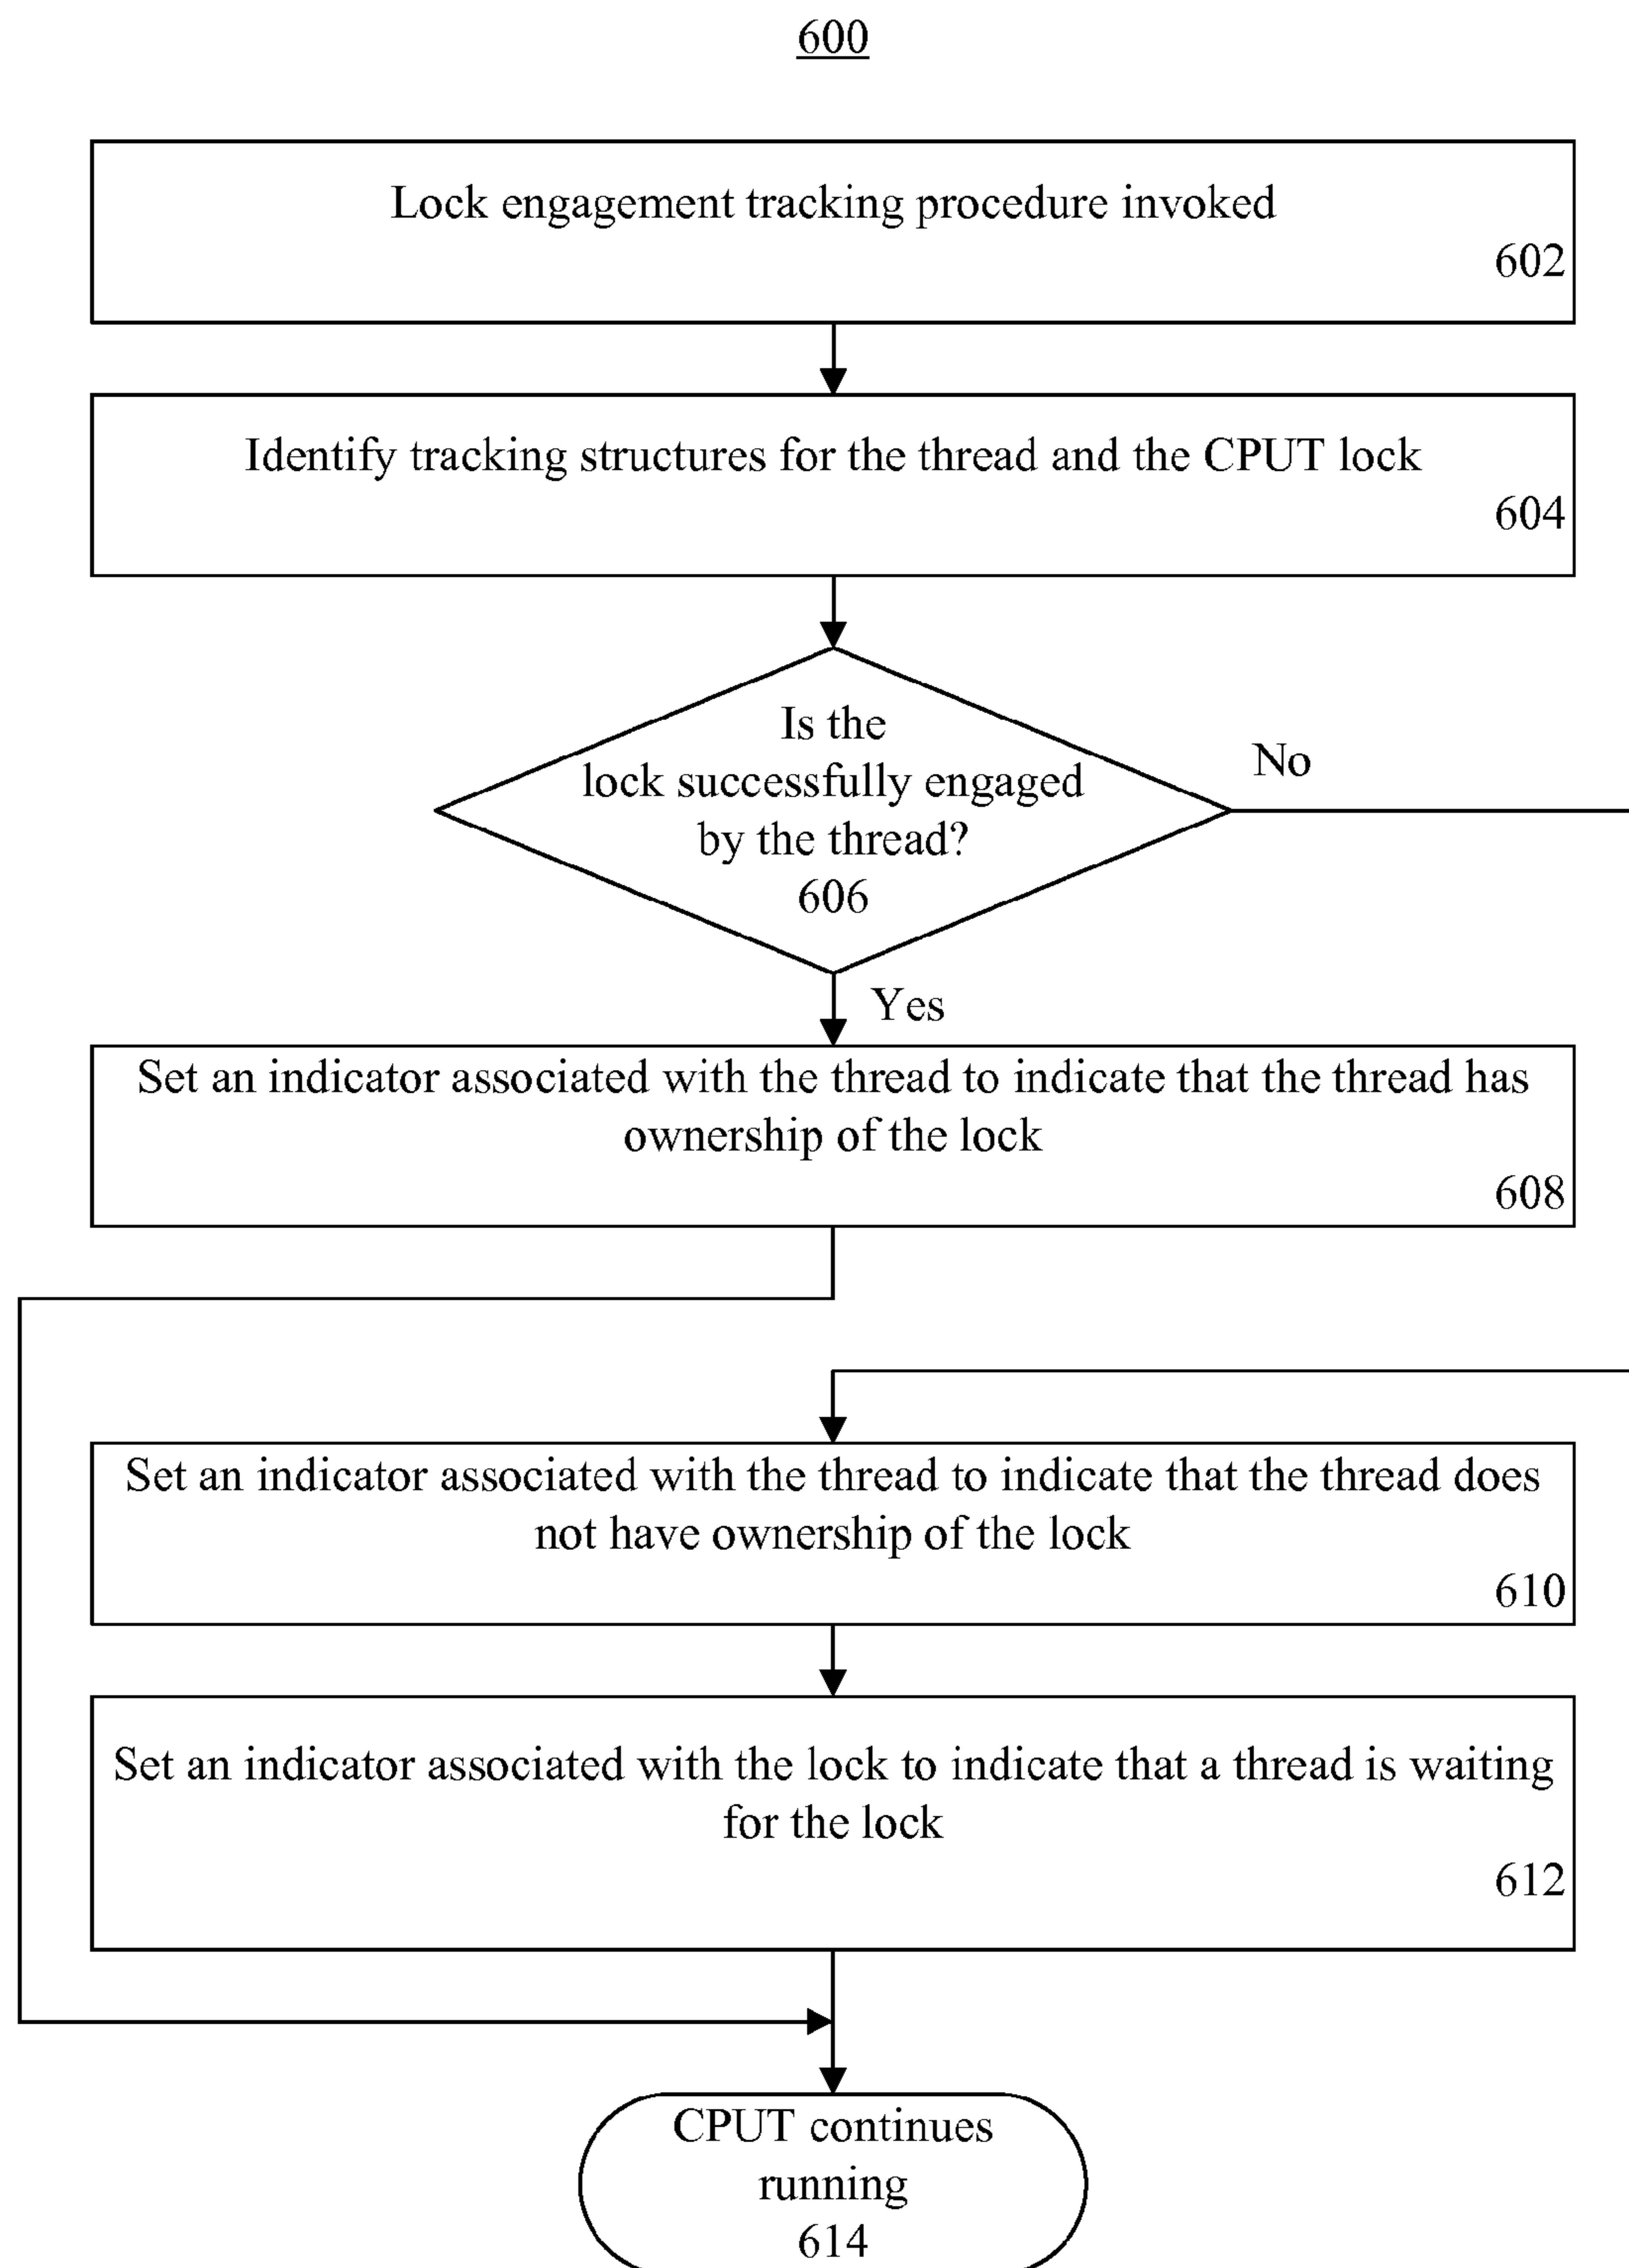 600
Lock engagement tracking procedure invoked
602
Identify tracking structures for the thread and the CPUT lock
604
Is the
lock successfully engaged
by the thread?
606
No
Yes
Set an indicator associated with the thread to indicate that the thread has
ownership of the lock
608
Set an indicator associated with the thread to indicate that the thread does
not have ownership of the lock
610
Set an indicator associated with the lock to indicate that a thread is waiting
for the lock
612
CPUT continues
running
614